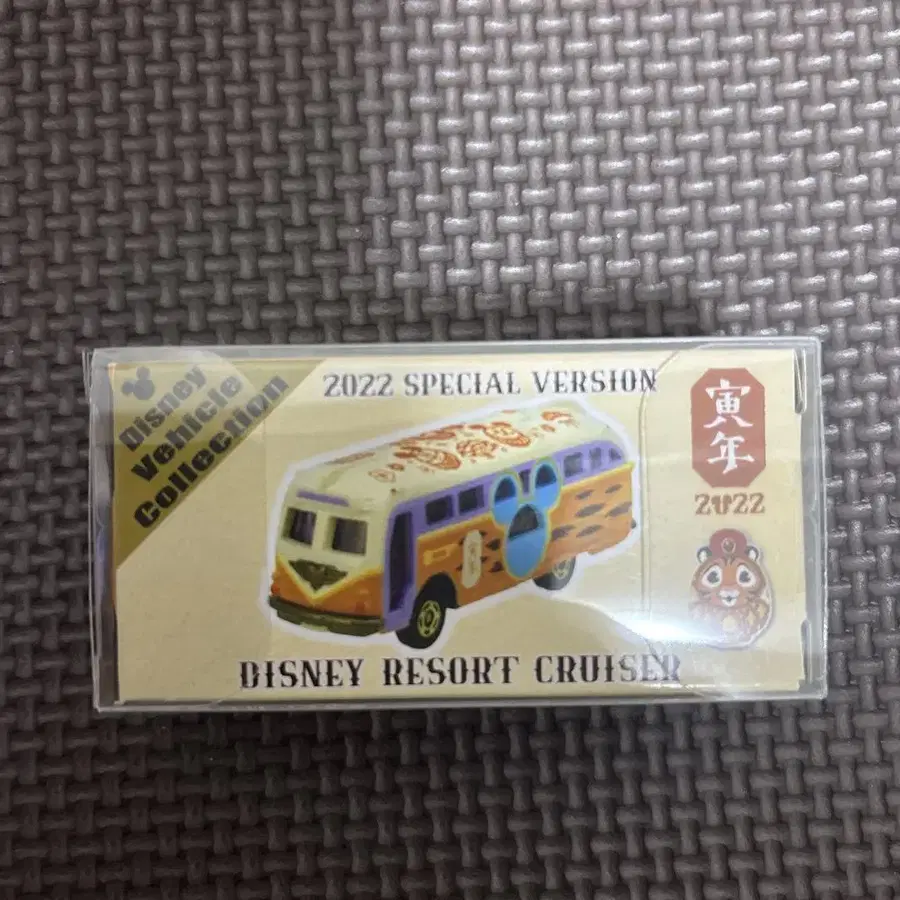 Disney
Vehicle
Collection
2022 SPECIAL VERSION
寅年
2022
DISNEY RESORT CRUISER